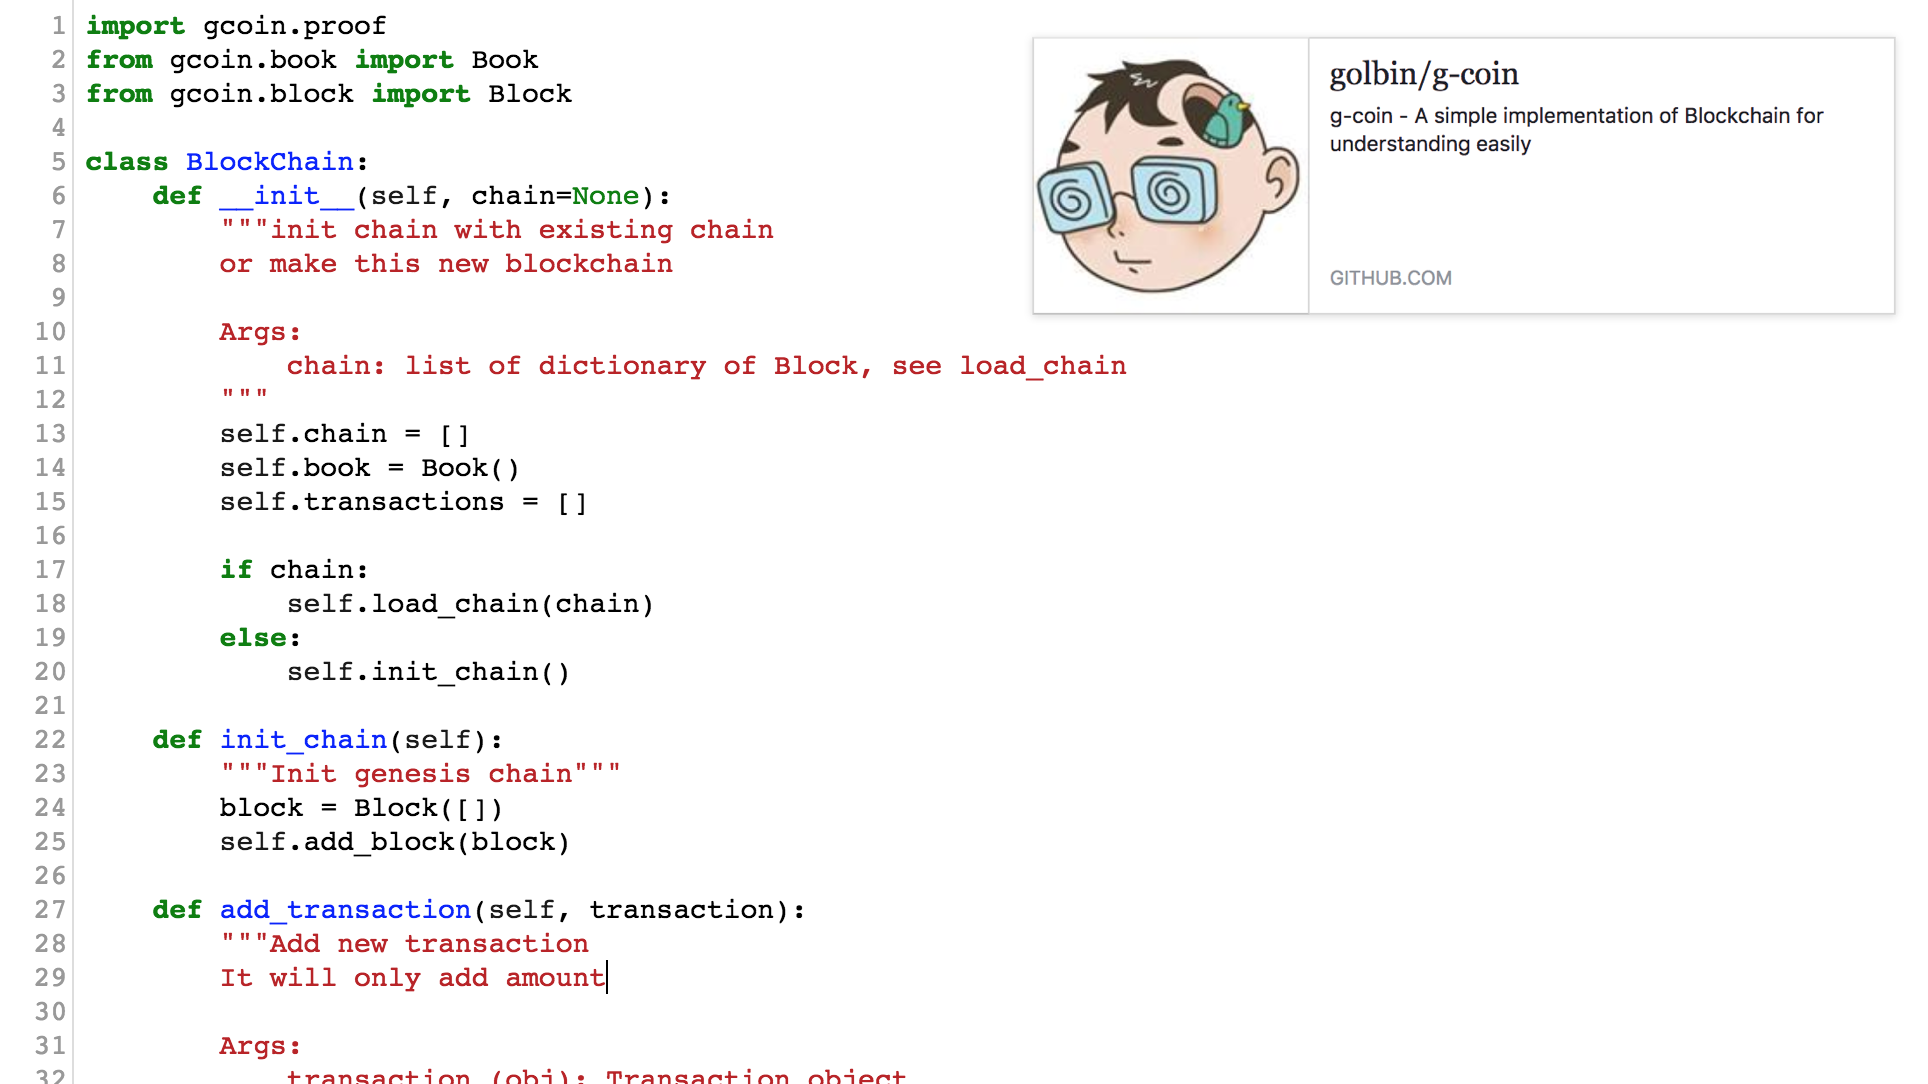 1 import gcoin.proof
2 from gcoin.book import Book
3 from gcoin.block import Block
4
5 class BlockChain:
6     def __init__(self, chain=None):
7         """init chain with existing chain
8         or make this new blockchain
9
10         Args:
11             chain: list of dictionary of Block, see load_chain
12         """
13         self.chain = []
14         self.book = Book()
15         self.transactions = []
16
17         if chain:
18             self.load_chain(chain)
19         else:
20             self.init_chain()
21
22     def init_chain(self):
23         """Init genesis chain"""
24         block = Block([])
25         self.add_block(block)
26
27     def add_transaction(self, transaction):
28         """Add new transaction
29         It will only add amount
30
31         Args:
32             transaction (obj): Transaction object
golbin/g-coin
g-coin - A simple implementation of Blockchain for
understanding easily
GITHUB.COM